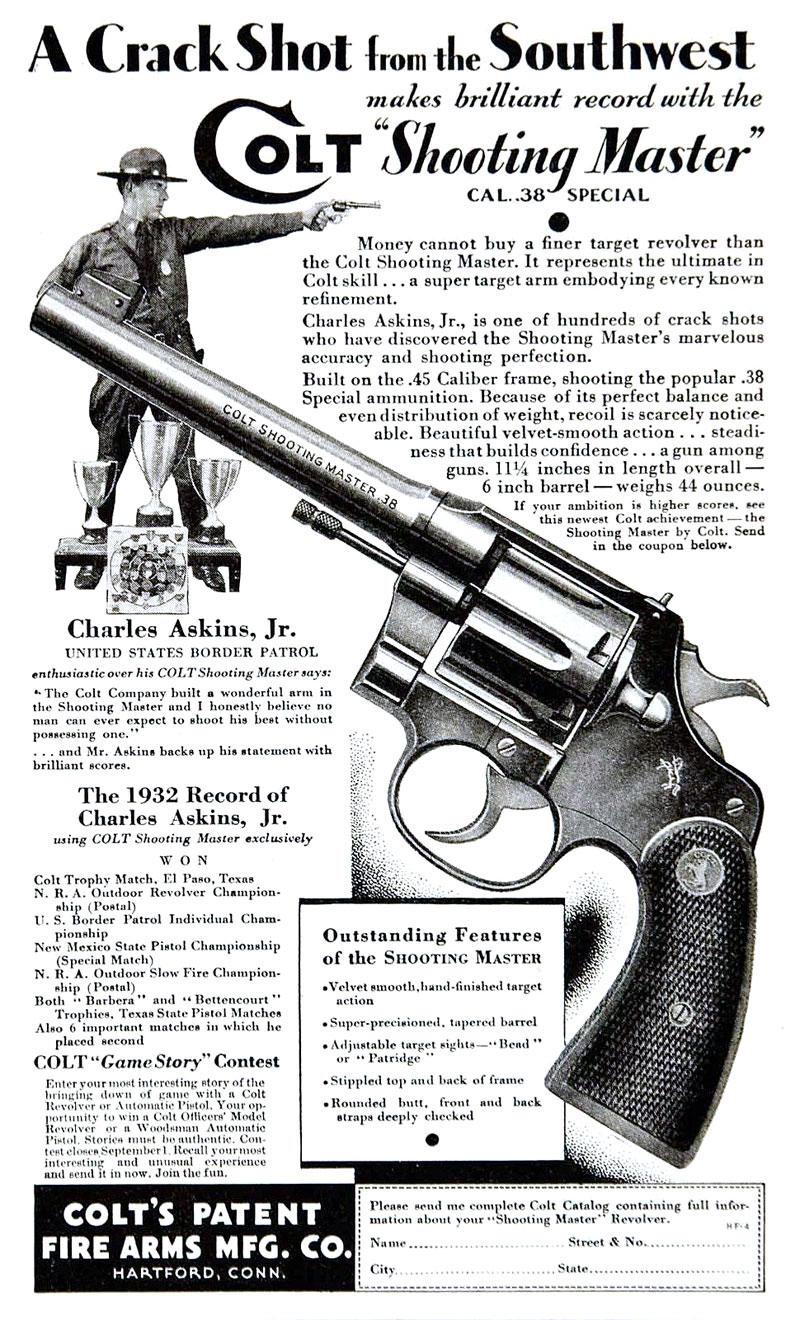 A Crack Shot from the Southwest
makes brilliant record with the
COLT "Shooting Master"
CAL..38 SPECIAL
Money cannot buy a finer target revolver than
the Colt Shooting Master. It represents the ultimate in
Colt skill . . . a super target arm embodying every known
refinement.
Charles Askins, Jr., is one of hundreds of crack shots
who have discovered the Shooting Master's marvelous
accuracy and shooting perfection.
Built on the .45 Caliber frame, shooting the popular .38
Special ammunition. Because of its perfect balance and
even distribution of weight, recoil is scarcely notice-
able. Beautiful velvet-smooth action . . . steadi-
ness that builds confidence . . . a gun among
guns. 11¼ inches in length overall —
6 inch barrel — weighs 44 ounces.
If your ambition is higher scores, see
this newest Colt achievement — the
Shooting Master by Colt. Send
in the coupon below.
COLT SHOOTING MASTER .38
Charles Askins, Jr.
UNITED STATES BORDER PATROL
enthusiastic over his COLT Shooting Master says:
"The Colt Company built a wonderful arm in
the Shooting Master and I honestly believe no
man can ever expect to shoot his best without
possessing one."
. . . and Mr. Askins backs up his statement with
brilliant scores.
The 1932 Record of
Charles Askins, Jr.
using COLT Shooting Master exclusively
WON
Colt Trophy Match, El Paso, Texas
N. R. A. Outdoor Revolver Champion-
ship (Postal)
U. S. Border Patrol Individual Cham-
pionship
New Mexico State Pistol Championship
(Special Match)
N. R. A. Outdoor Slow Fire Champion-
ship (Postal)
Both "Barbera" and "Bettencourt"
Trophies, Texas State Pistol Matches
Also 6 important matches in which he
placed second
COLT "Game Story" Contest
Enter your most interesting story of the
bringing down of game with a Colt
Revolver or Automatic Pistol. Your op-
portunity to win a Colt Officers' Model
Revolver or a Woodsman Automatic
Pistol. Stories must be authentic. Con-
test closes September 1. Recall your most
interesting and unusual experience
and send it in now. Join the fun.
Outstanding Features
of the SHOOTING MASTER
•Velvet smooth, hand-finished target
action
•Super-precisioned, tapered barrel
•Adjustable target sights—"Bead"
or "Patridge"
•Stippled top and back of frame
•Rounded butt, front and back
straps deeply checked
COLT'S PATENT
FIRE ARMS MFG. CO.
HARTFORD, CONN.
Please send me complete Colt Catalog containing full infor-
mation about your "Shooting Master" Revolver.
HF-4
Name.......................... Street & No.....................
City.......................... State...........................